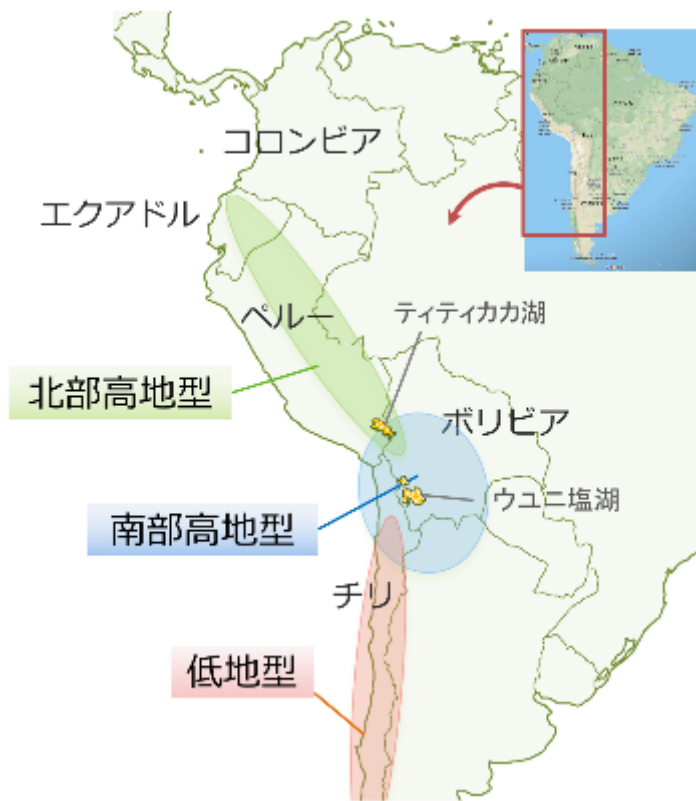 コロンビア
エクアドル
ペルー
ティティカカ湖
北部高地型
ボリビア
ウユニ塩湖
南部高地型
チリ
低地型